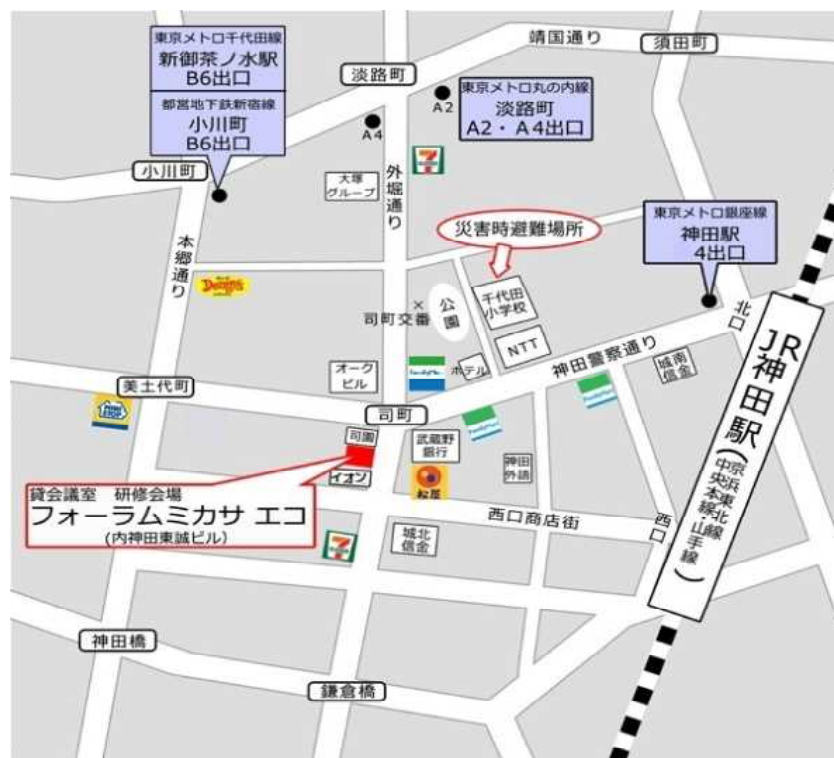 東京メトロ千代田線
新御茶ノ水駅
B6出口
都営地下鉄新宿線
小川町
B6出口
淡路町
靖国通り
須田町
A2
A4
東京メトロ丸の内線
淡路町
A2・A4出口
小川町
大塚
グループ
外堀通り
7
災害時避難場所
東京メトロ銀座線
神田駅
4出口
本郷通り
Denny's
司町交番
×
公園
千代田
小学校
NTT
北口
神田警察通り
オーク
ビル
FamilyMart
ホテル
城南
信金
FamilyMart
美土代町
MINI
STOP
司町
FamilyMart
JR神田駅(京浜東北線・山手線
中央本線)
司園
武蔵野
銀行
イオン
松屋
神田
外語
貸会議室 研修会場
フォーラムミカサ エコ
(内神田東誠ビル)
西口商店街
西口
城北
信金
7
神田橋
鎌倉橋